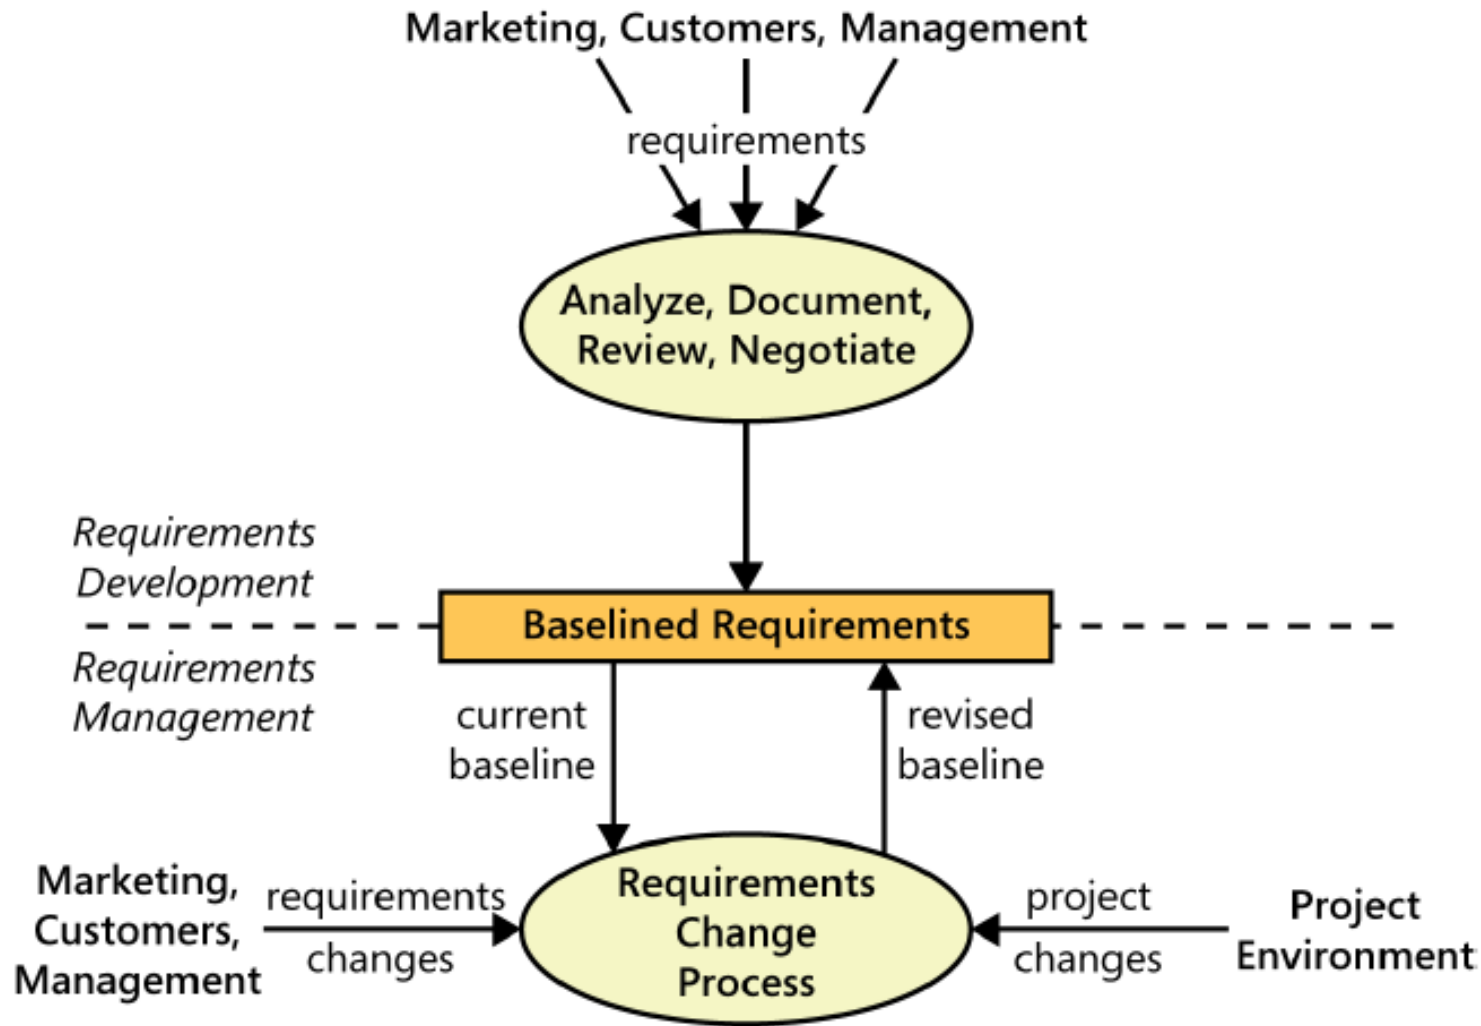 Marketing, Customers, Management
requirements
Analyze, Document,
Review, Negotiate
Requirements
Development
Baselined Requirements
Requirements
Management
current
baseline
revised
baseline
Marketing,
Customers,
Management
requirements
changes
Requirements
Change
Process
project
changes
Project
Environment